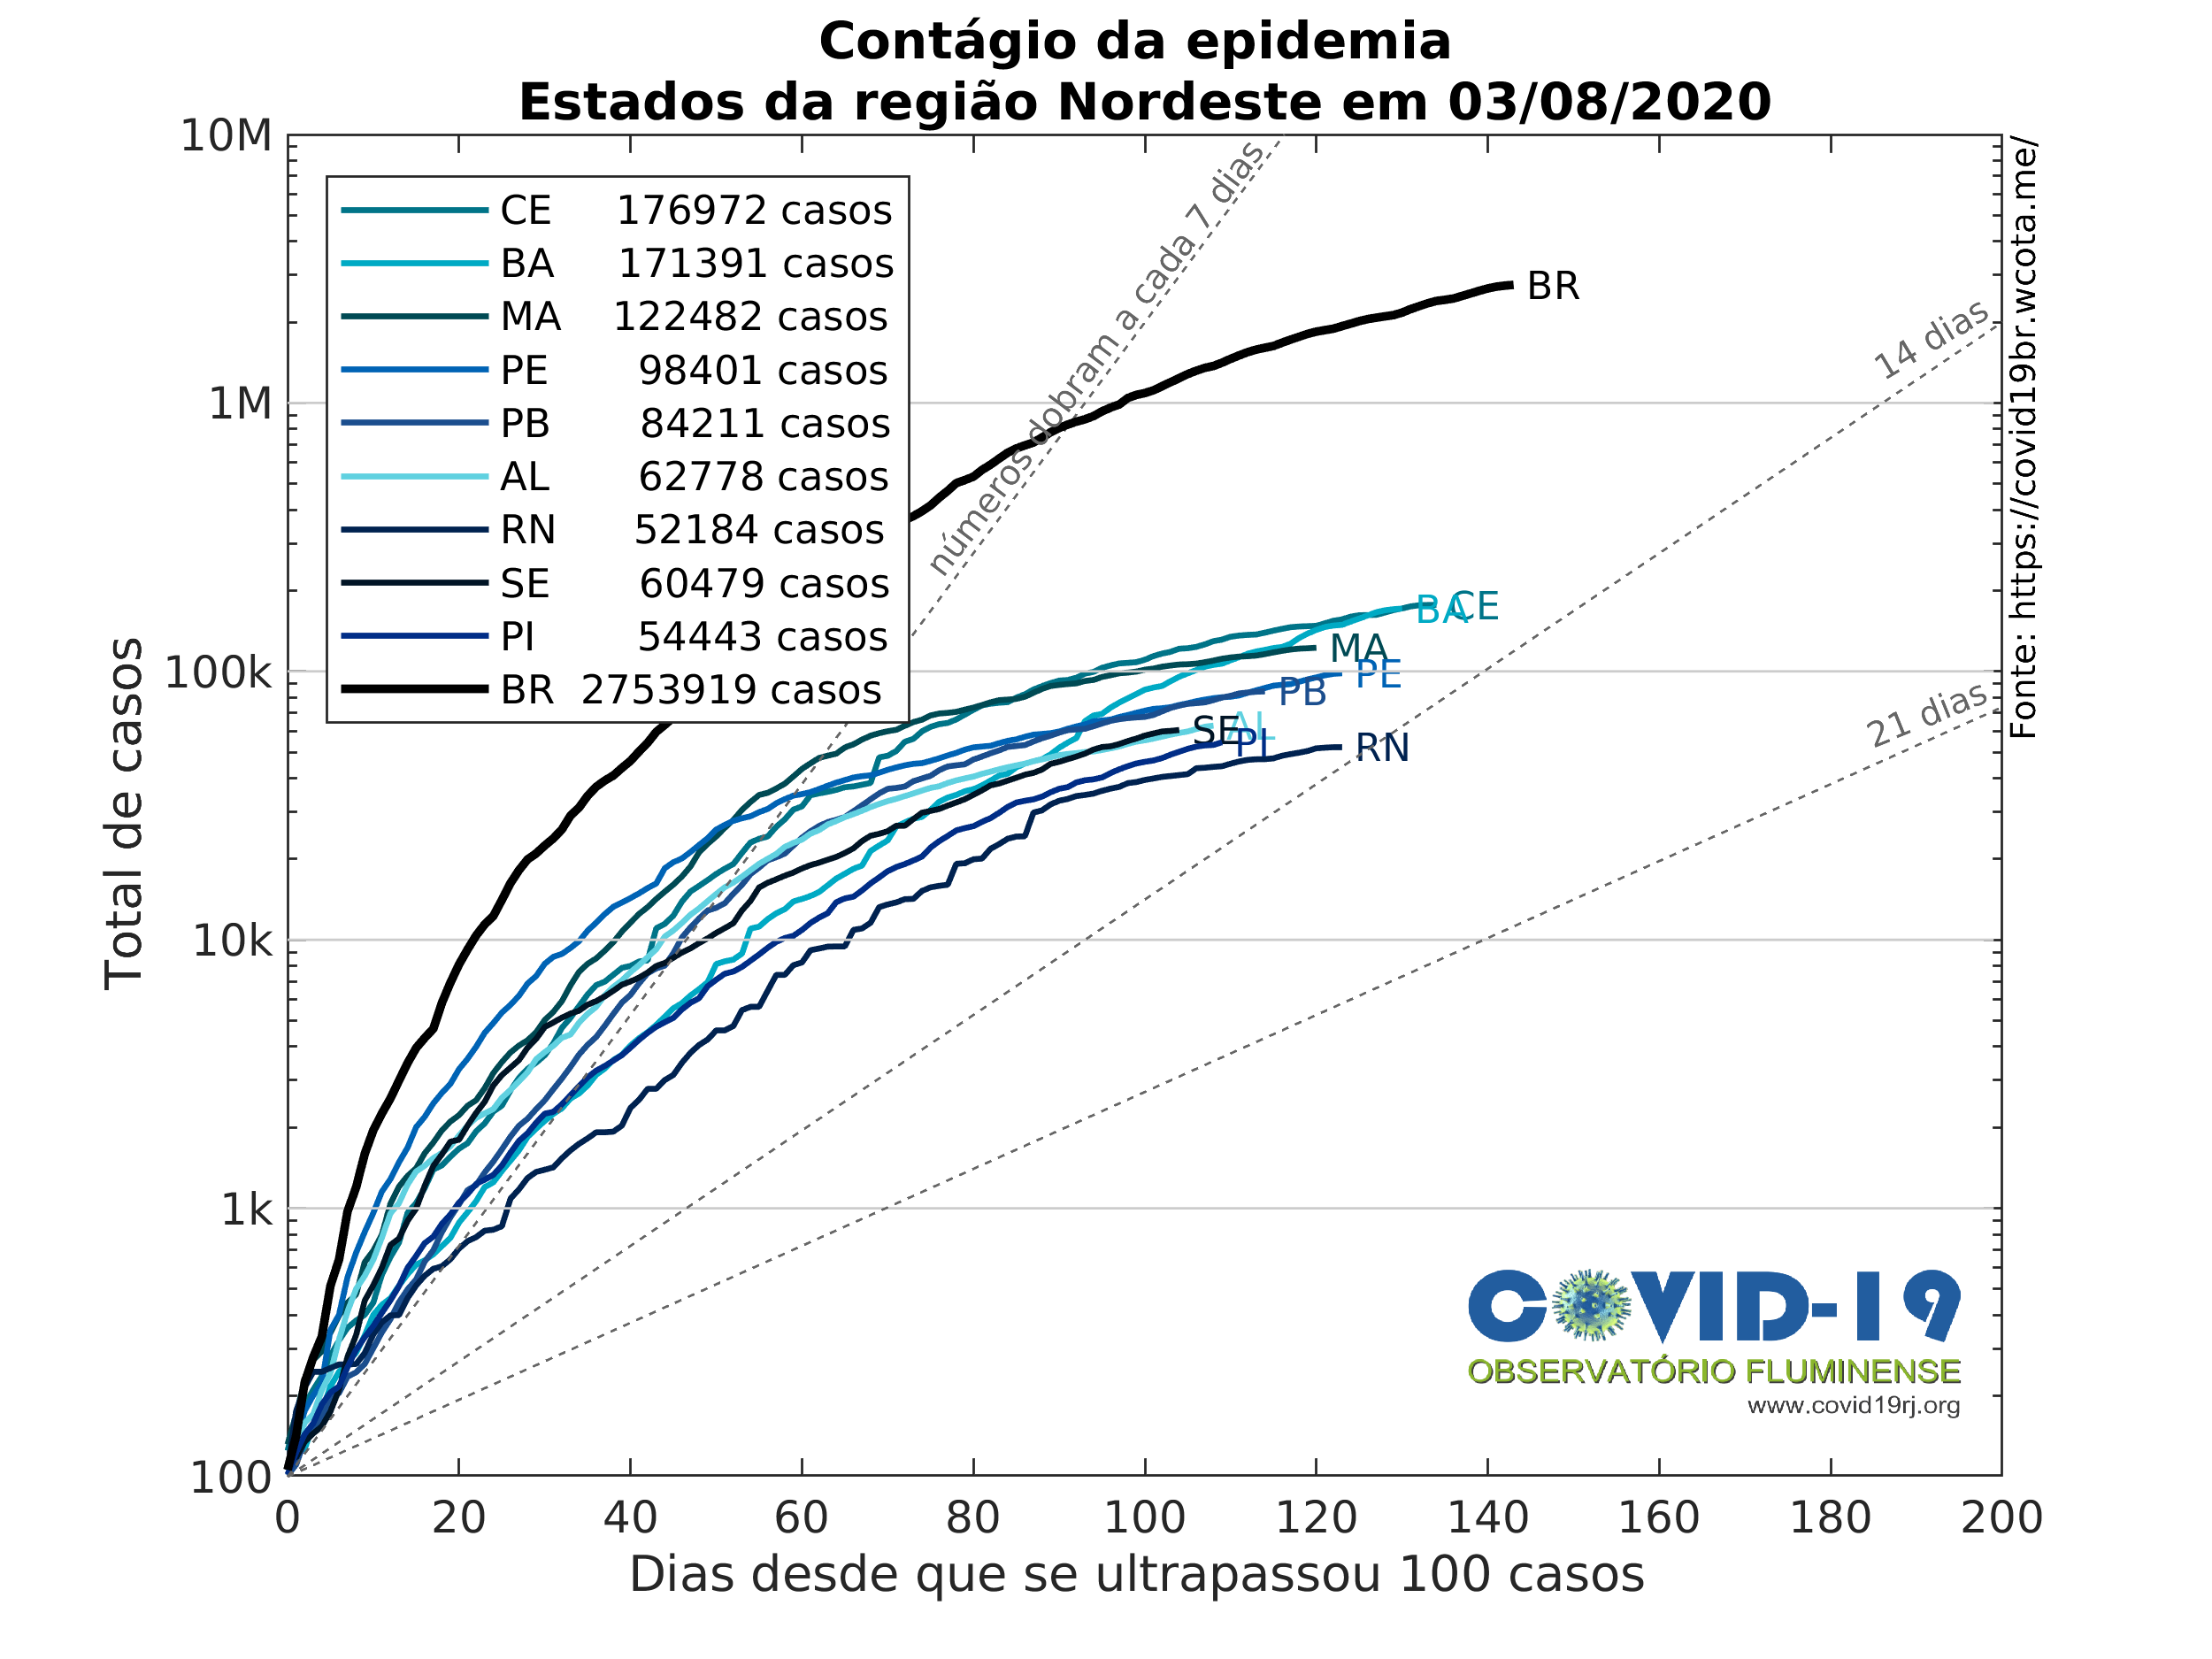 Contágio da epidemia
Estados da região Nordeste em 03/08/2020
10M
1M
100k
10k
1k
100
Total de casos
CE 176972 casos
BA 171391 casos
MA 122482 casos
PE 98401 casos
PB 84211 casos
AL 62778 casos
RN 52184 casos
SE 60479 casos
PI 54443 casos
BR 2753919 casos
números dobram a cada 7 dias
14 dias
21 dias
BR
BA
CE
MA
PE
PB
SE
AL
PI
RN
Fonte: https://covid19br.wcota.me/
COVID-19
OBSERVATÓRIO FLUMINENSE
www.covid19rj.org
0 20 40 60 80 100 120 140 160 180 200
Dias desde que se ultrapassou 100 casos